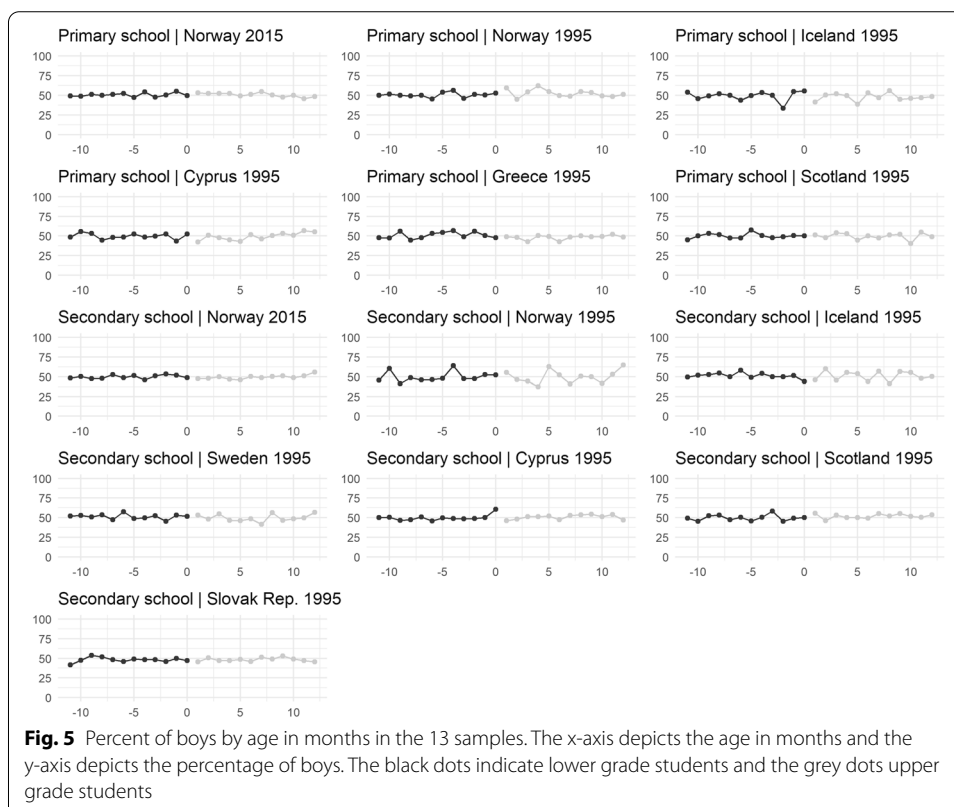 Primary school | Norway 2015 Primary school | Norway 1995 Primary school | Iceland 1995
100 100 100
75 75 75
50 50 50
25 25 25
0 0 0
-10 -5 0 5 10 -10 -5 0 5 10 -10 -5 0 5 10
Primary school | Cyprus 1995 Primary school | Greece 1995 Primary school | Scotland 1995
100 100 100
75 75 75
50 50 50
25 25 25
0 0 0
-10 -5 0 5 10 -10 -5 0 5 10 -10 -5 0 5 10
Secondary school | Norway 2015 Secondary school | Norway 1995 Secondary school | Iceland 1995
100 100 100
75 75 75
50 50 50
25 25 25
0 0 0
-10 -5 0 5 10 -10 -5 0 5 10 -10 -5 0 5 10
Secondary school | Sweden 1995 Secondary school | Cyprus 1995 Secondary school | Scotland 1995
100 100 100
75 75 75
50 50 50
25 25 25
0 0 0
-10 -5 0 5 10 -10 -5 0 5 10 -10 -5 0 5 10
Secondary school | Slovak Rep. 1995
100
75
50
25
0
-10 -5 0 5 10
Fig. 5 Percent of boys by age in months in the 13 samples. The x-axis depicts the age in months and the
y-axis depicts the percentage of boys. The black dots indicate lower grade students and the grey dots upper
grade students